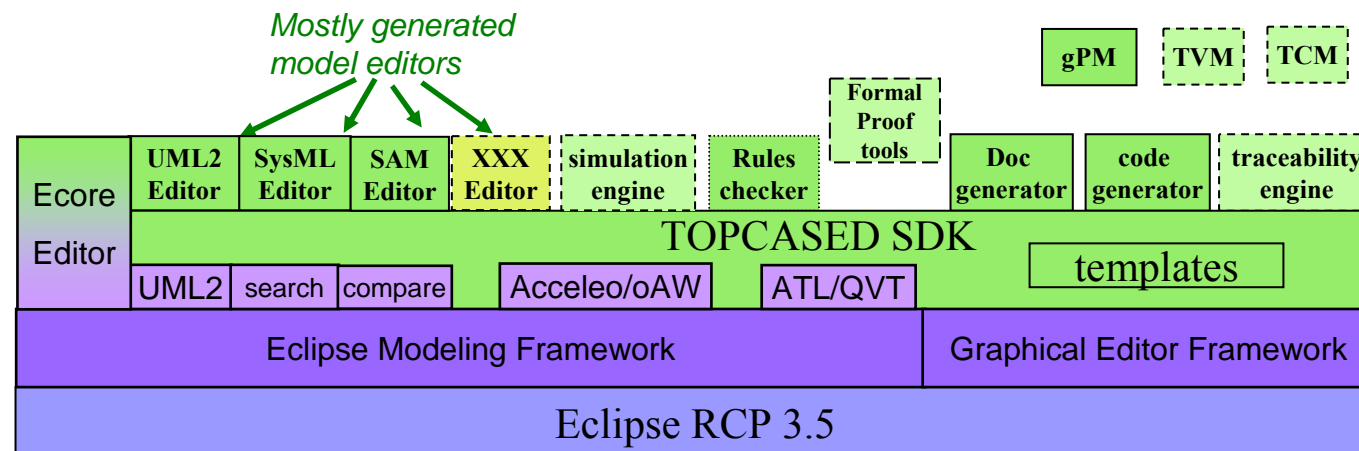 Mostly generated
model editors
gPM
TVM
TCM
Formal
Proof
tools
Ecore
Editor
UML2
Editor
SysML
Editor
SAM
Editor
XXX
Editor
simulation
engine
Rules
checker
Doc
generator
code
generator
traceability
engine
TOPCASED SDK
templates
UML2
search
compare
Acceleo/oAW
ATL/QVT
Eclipse Modeling Framework
Graphical Editor Framework
Eclipse RCP 3.5